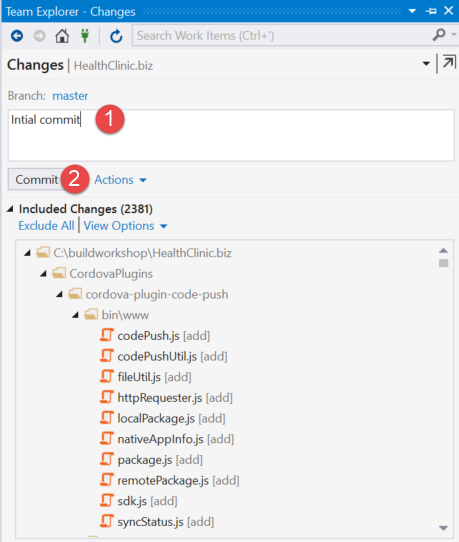 Team Explorer - Changes
Search Work Items (Ctrl+')
Changes | HealthClinic.biz
Branch: master
Intial commit 1
Commit 2 Actions
Included Changes (2381)
Exclude All | View Options
C:\buildworkshop\HealthClinic.biz
CordovaPlugins
cordova-plugin-code-push
bin\www
codePush.js [add]
codePushUtil.js [add]
fileUtil.js [add]
httpRequester.js [add]
localPackage.js [add]
nativeAppInfo.js [add]
package.js [add]
remotePackage.js [add]
sdk.js [add]
syncStatus.js [add]